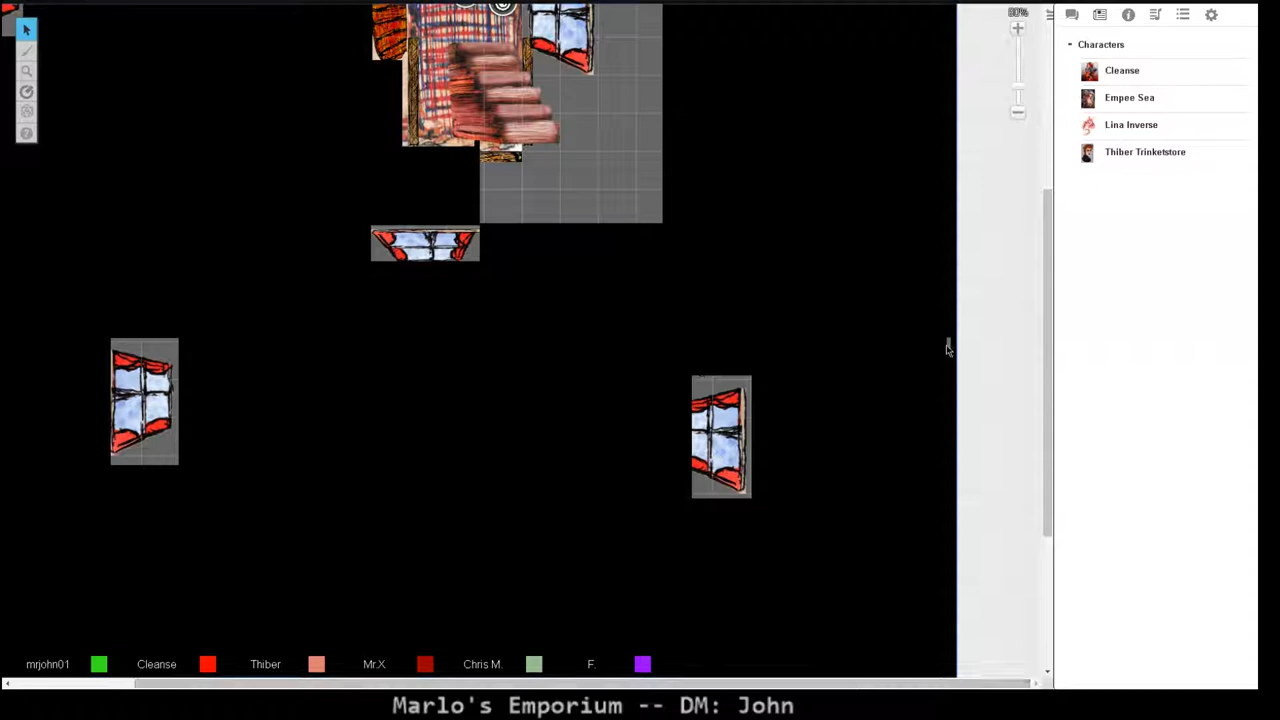 80%
Characters
Cleanse
Empee Sea
Lina Inverse
Thiber Trinketstore
mrjohn01 Cleanse Thiber Mr.X Chris M. F.
Marlo's Emporium -- DM: John